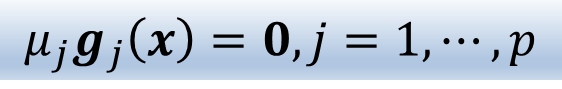 μⱼgⱼ(x) = 0, j = 1, ⋯, p